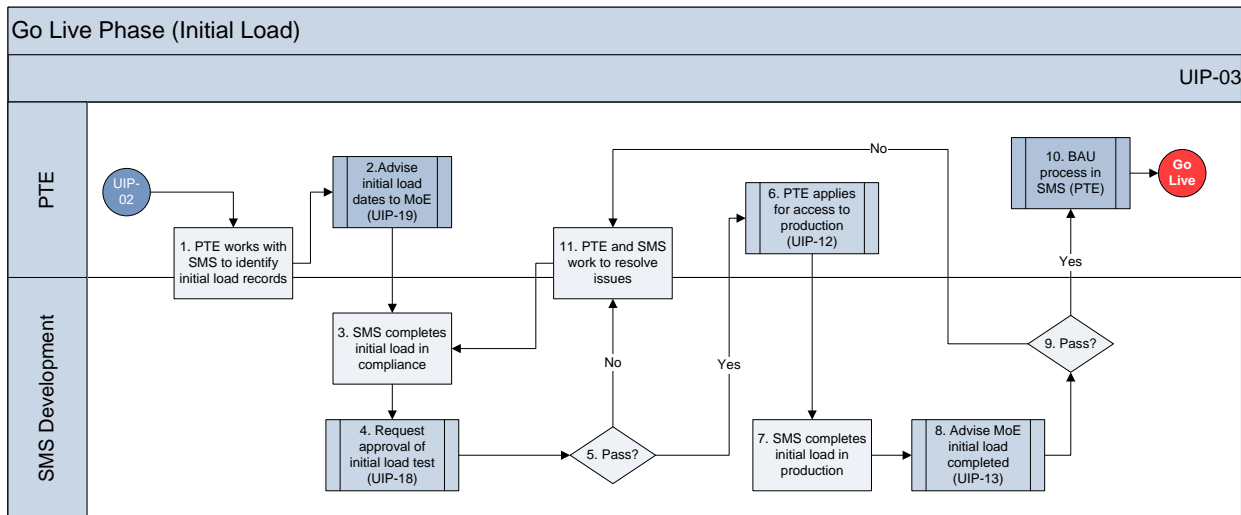 Go Live Phase (Initial Load)
UIP-03
PTE
UIP-
02
1. PTE works with
SMS to identify
initial load records
2.Advise
initial load
dates to MoE
(UIP-19)
11. PTE and SMS
work to resolve
issues
No
6. PTE applies
for access to
production
(UIP-12)
10. BAU
process in
SMS (PTE)
Go
Live
Yes
SMS Development
3. SMS completes
initial load in
compliance
No
Yes
9. Pass?
4. Request
approval of
initial load test
(UIP-18)
5. Pass?
7. SMS completes
initial load in
production
8. Advise MoE
initial load
completed
(UIP-13)